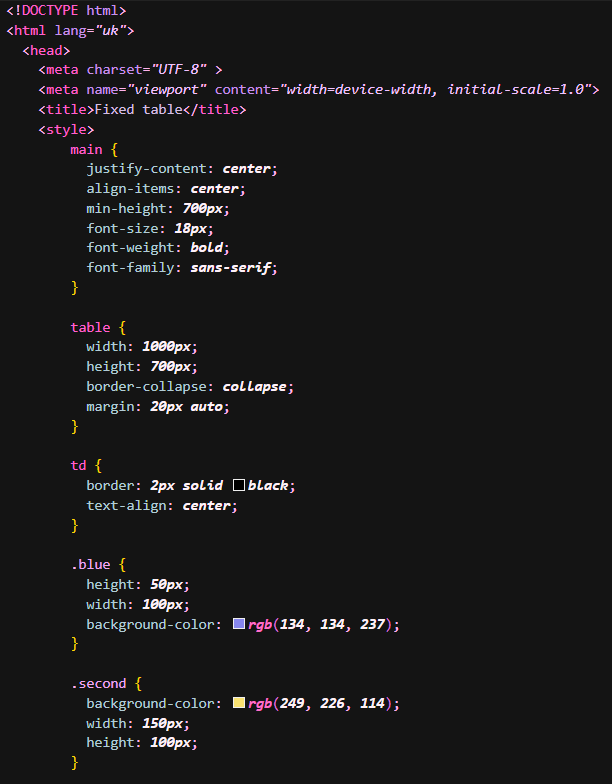 <!DOCTYPE html>
<html lang="uk">
<head>
<meta charset="UTF-8" >
<meta name="viewport" content="width=device-width, initial-scale=1.0">
<title>Fixed table</title>
<style>
main {
justify-content: center;
align-items: center;
min-height: 700px;
font-size: 18px;
font-weight: bold;
font-family: sans-serif;
}
table {
width: 1000px;
height: 700px;
border-collapse: collapse;
margin: 20px auto;
}
td {
border: 2px solid black;
text-align: center;
}
.blue {
height: 50px;
width: 100px;
background-color: rgb(134, 134, 237);
}
.second {
background-color: rgb(249, 226, 114);
width: 150px;
height: 100px;
}